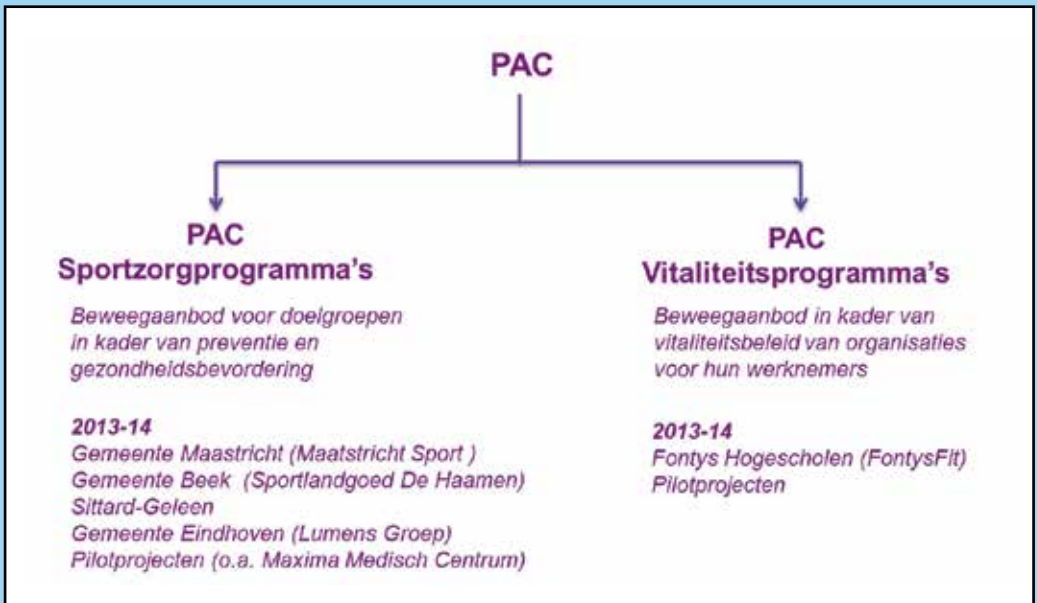 PAC
PAC
Sportzorgprogramma's
Beweegaanbod voor doelgroepen
in kader van preventie en
gezondheidsbevordering
2013-14
Gemeente Maastricht (Maatstricht Sport )
Gemeente Beek (Sportlandgoed De Haamen)
Sittard-Geleen
Gemeente Eindhoven (Lumens Groep)
Pilotprojecten (o.a. Maxima Medisch Centrum)
PAC
Vitaliteitsprogramma's
Beweegaanbod in kader van
vitaliteitsbeleid van organisaties
voor hun werknemers
2013-14
Fontys Hogescholen (FontysFit)
Pilotprojecten